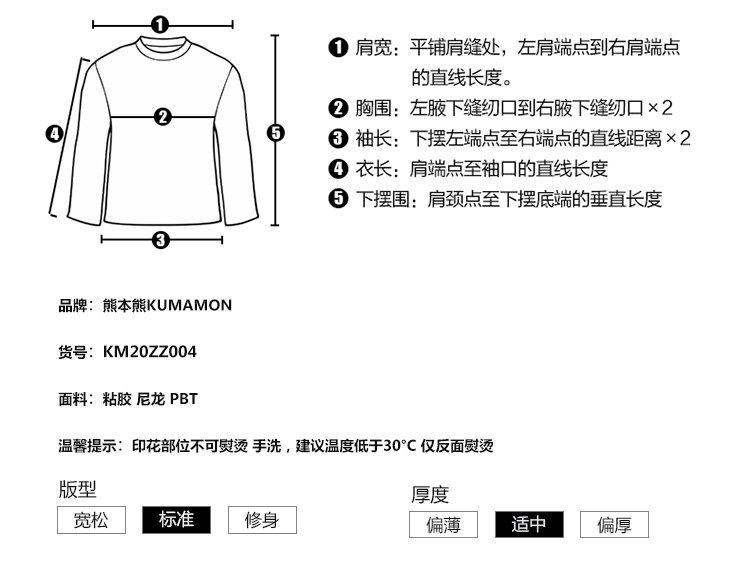 1
2
3
4
5
1 肩宽：平铺肩缝处，左肩端点到右肩端点
的直线长度。
2 胸围：左腋下缝纫口到右腋下缝纫口×2
3 袖长：下摆左端点至右端点的直线距离×2
4 衣长：肩端点至袖口的直线长度
5 下摆围：肩颈点至下摆底端的垂直长度
品牌：熊本熊KUMAMON
货号：KM20ZZ004
面料：粘胶 尼龙 PBT
温馨提示：印花部位不可熨烫 手洗，建议温度低于30°C 仅反面熨烫
版型
宽松 标准 修身
厚度
偏薄 适中 偏厚